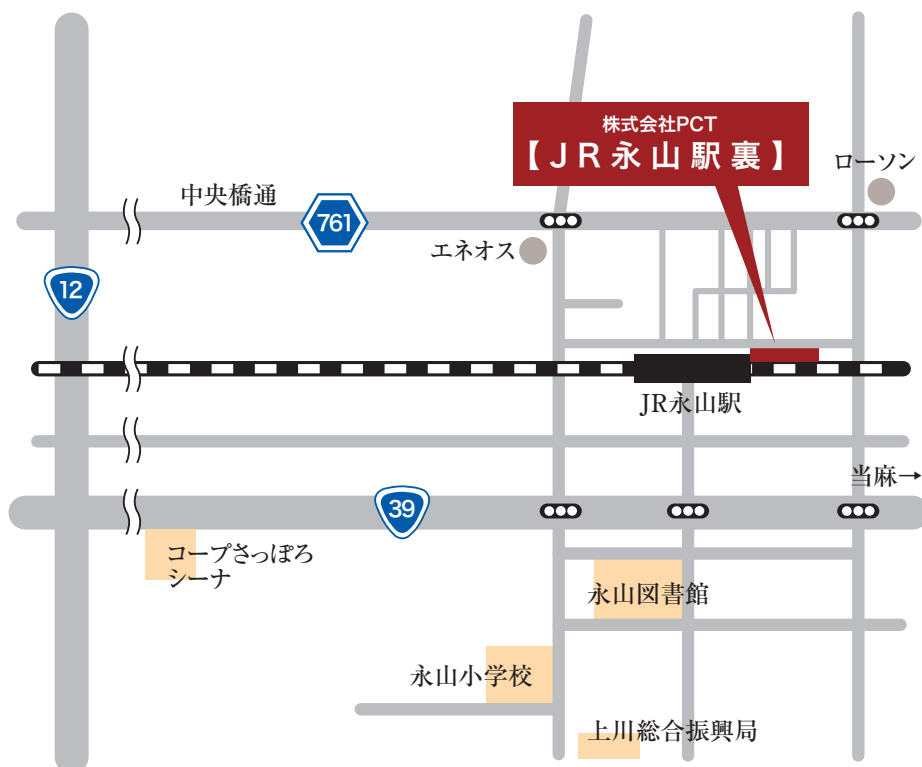 株式会社PCT
【JR永山駅裏】
ローソン
中央橋通
761
エネオス
12
JR永山駅
当麻→
39
コープさっぽろ
シーナ
永山図書館
永山小学校
上川総合振興局